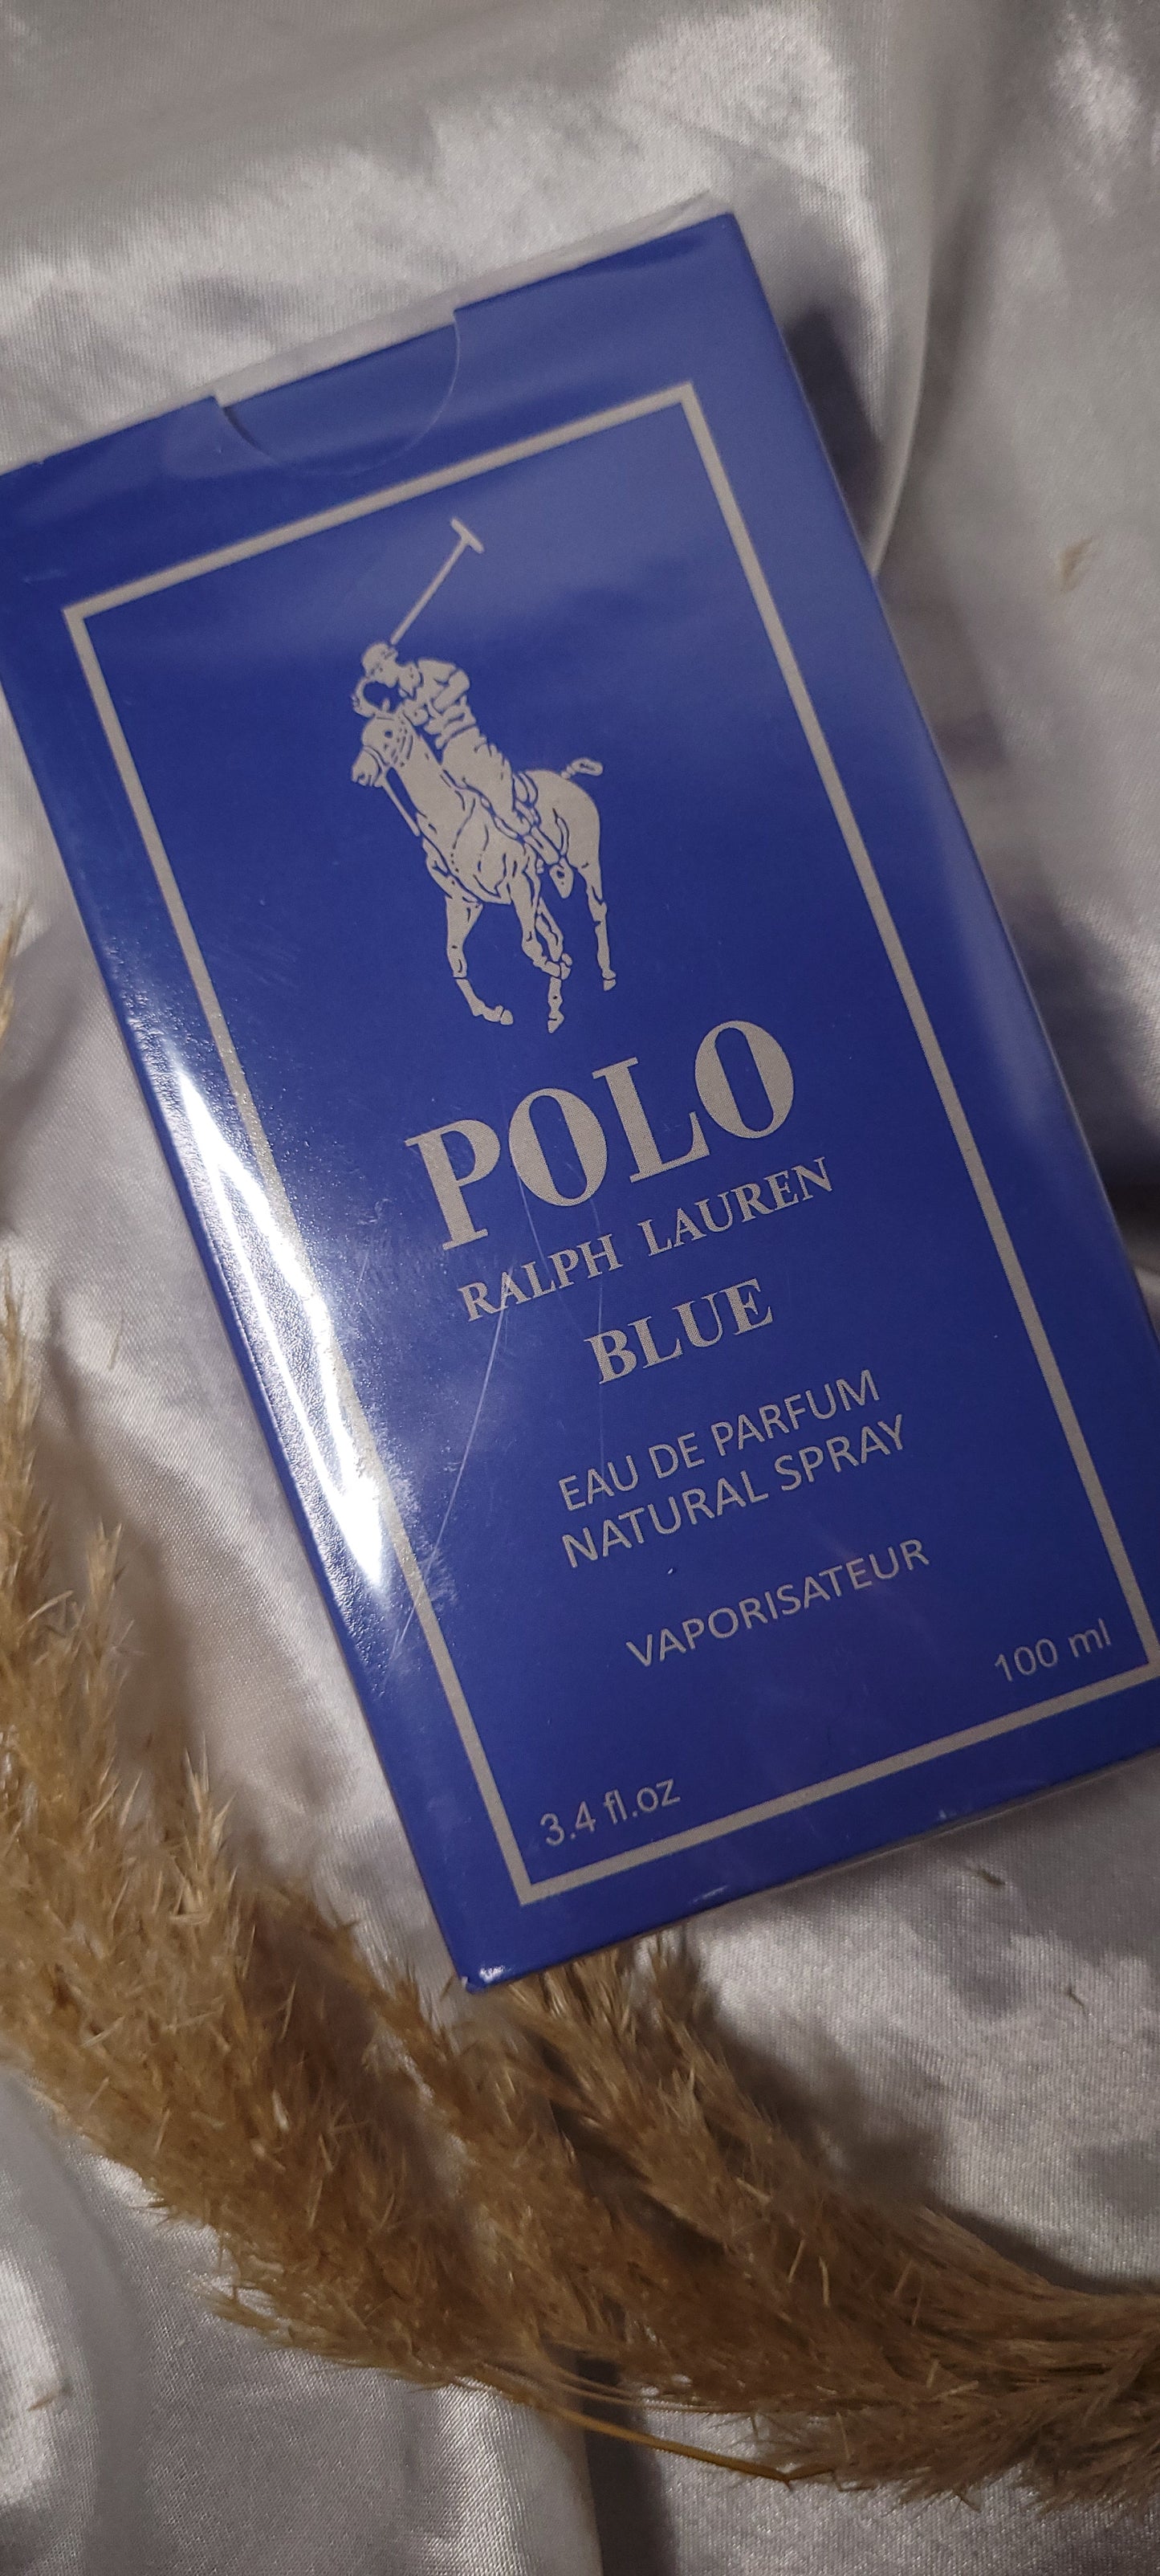 POLO
RALPH LAUREN
BLUE
EAU DE PARFUM
NATURAL SPRAY
VAPORISATEUR
100 ml
3.4 fl.oz